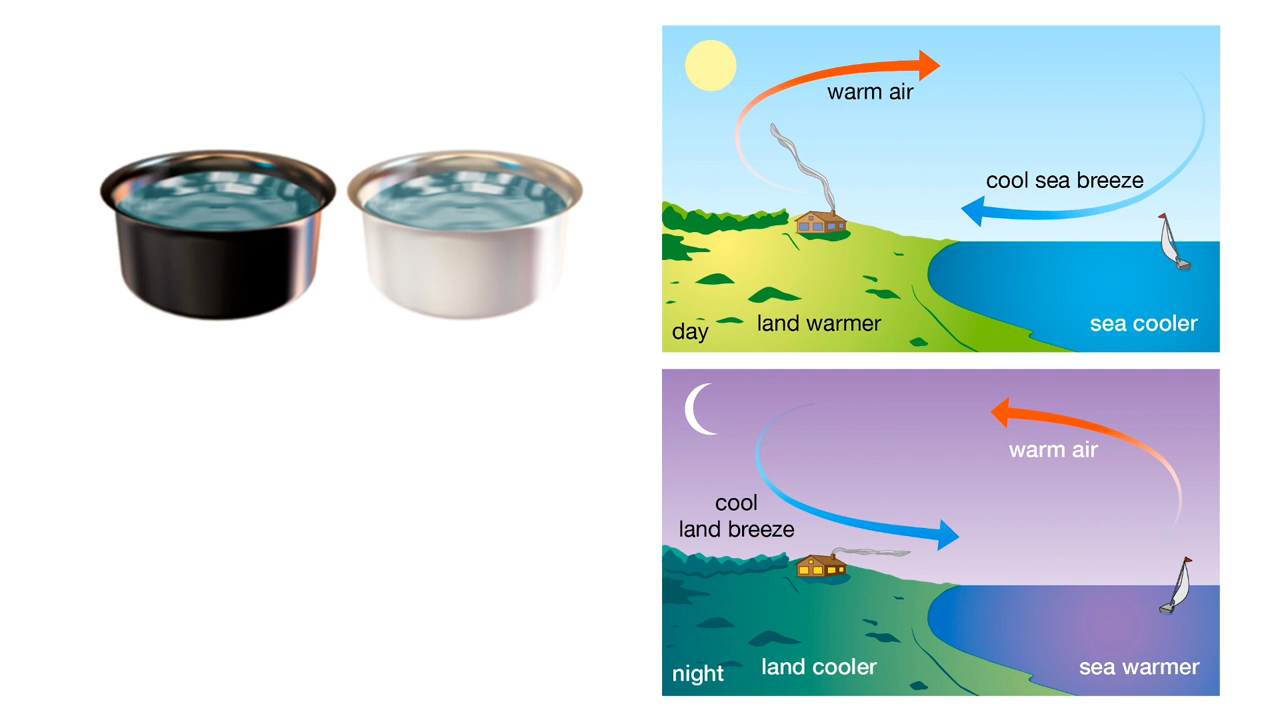 warm air
cool sea breeze
land warmer
sea cooler
day
warm air
cool
land breeze
land cooler
sea warmer
night